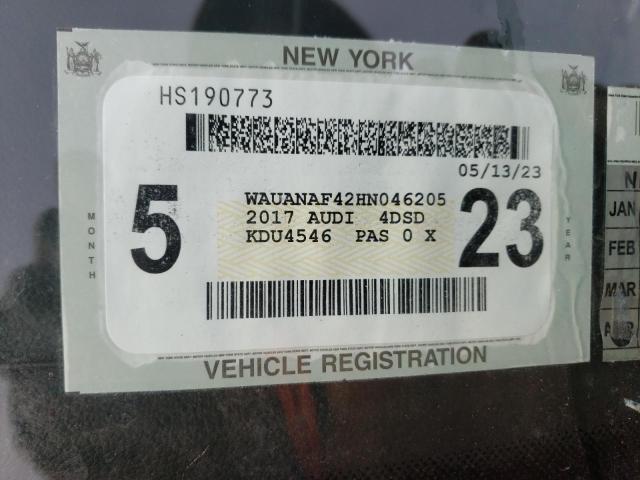 NEW YORK
HS190773
05/13/23
5
23
MONTH
YEAR
WAUANAF42HN046205
2017 AUDI 4DSD
KDU4546 PAS 0 X
VEHICLE REGISTRATION
N
JAN
FEB
MAR